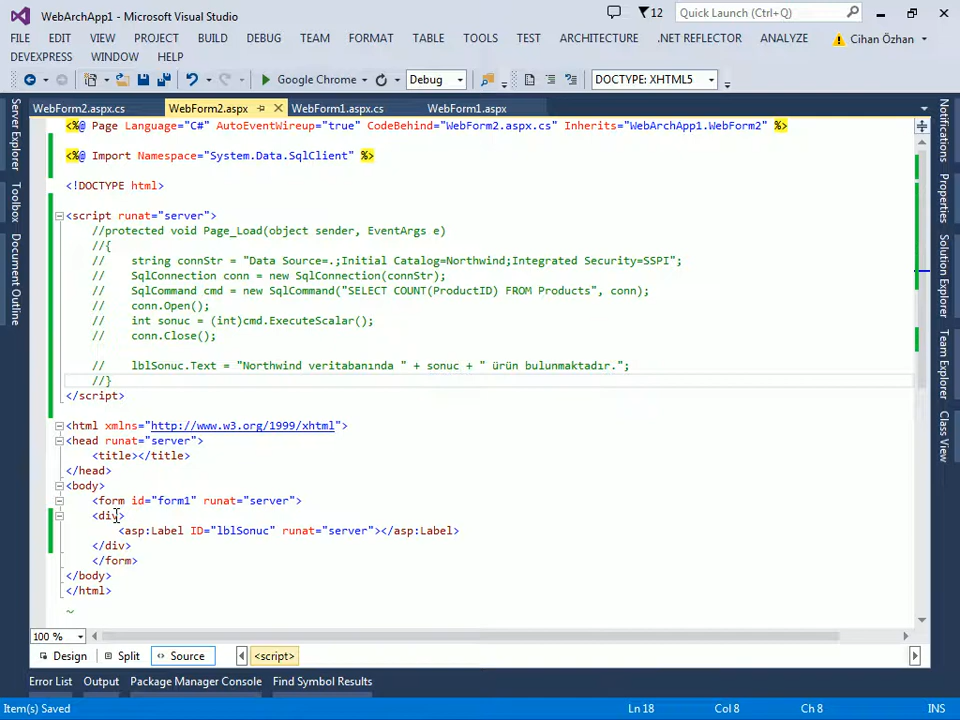 WebArchApp1 - Microsoft Visual Studio
12
Quick Launch (Ctrl+Q)
FILE EDIT VIEW PROJECT BUILD DEBUG TEAM FORMAT TABLE TOOLS TEST ARCHITECTURE .NET REFLECTOR ANALYZE Cihan Özhan
DEVEXPRESS WINDOW HELP
Google Chrome Debug DOCTYPE: XHTML5
WebForm2.aspx.cs WebForm2.aspx WebForm1.aspx.cs WebForm1.aspx
Server Explorer
Toolbox
Document Outline
<%@ Page Language="C#" AutoEventWireup="true" CodeBehind="WebForm2.aspx.cs" Inherits="WebArchApp1.WebForm2" %>
<%@ Import Namespace="System.Data.SqlClient" %>
<!DOCTYPE html>
<script runat="server">
//protected void Page_Load(object sender, EventArgs e)
//{
//    string connStr = "Data Source=.;Initial Catalog=Northwind;Integrated Security=SSPI";
//    SqlConnection conn = new SqlConnection(connStr);
//    SqlCommand cmd = new SqlCommand("SELECT COUNT(ProductID) FROM Products", conn);
//    conn.Open();
//    int sonuc = (int)cmd.ExecuteScalar();
//    conn.Close();
//    lblSonuc.Text = "Northwind veritabanında " + sonuc + " ürün bulunmaktadır.";
//}
</script>
<html xmlns="http://www.w3.org/1999/xhtml">
<head runat="server">
<title></title>
</head>
<body>
<form id="form1" runat="server">
<div>
<asp:Label ID="lblSonuc" runat="server"></asp:Label>
</div>
</form>
</body>
</html>
~
Notifications
Properties
Solution Explorer
Team Explorer
Class View
100 %
Design Split Source <script>
Error List Output Package Manager Console Find Symbol Results
Item(s) Saved Ln 18 Col 8 Ch 8 INS